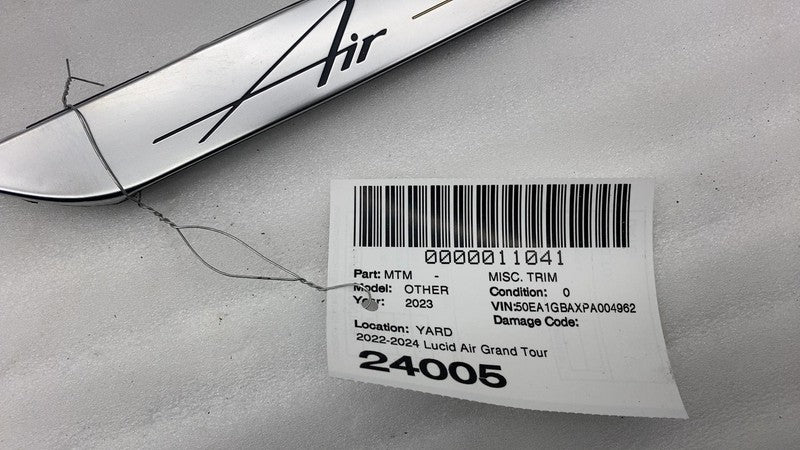 Air
0000011041
Part: MTM - MISC. TRIM
Model: OTHER Condition: 0
Year: 2023 VIN:50EA1GBAXPA004962
Damage Code:
Location: YARD
2022-2024 Lucid Air Grand Tour
24005